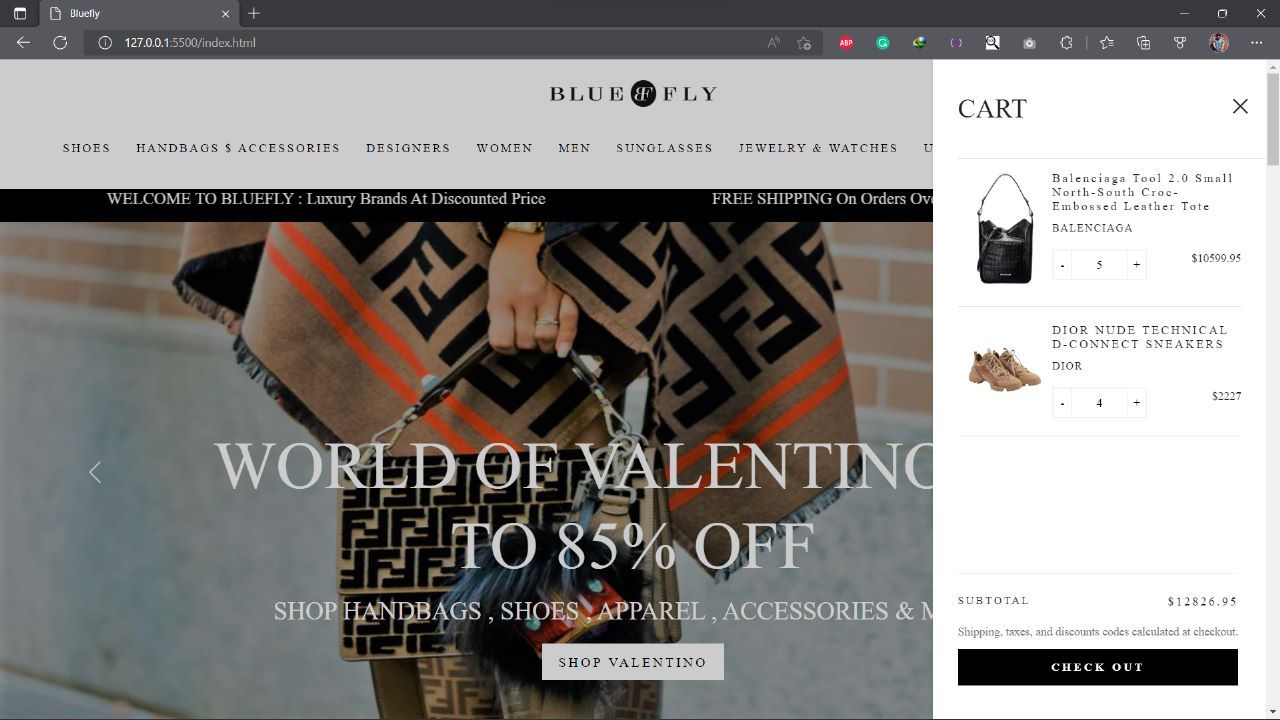 Bluefly
127.0.0.1:5500/index.html
ABP
BLUE BF FLY
SHOES HANDBAGS $ ACCESSORIES DESIGNERS WOMEN MEN SUNGLASSES JEWELRY & WATCHES U
WELCOME TO BLUEFLY : Luxury Brands At Discounted Price FREE SHIPPING On Orders Ove
WORLD OF VALENTINO
TO 85% OFF
SHOP HANDBAGS , SHOES , APPAREL , ACCESSORIES & M
SHOP VALENTINO
CART
Balenciaga Tool 2.0 Small
North-South Croc-
Embossed Leather Tote
BALENCIAGA
- 5 + $10599.95
DIOR NUDE TECHNICAL
D-CONNECT SNEAKERS
DIOR
- 4 + $2227
SUBTOTAL $12826.95
Shipping, taxes, and discounts codes calculated at checkout.
CHECK OUT